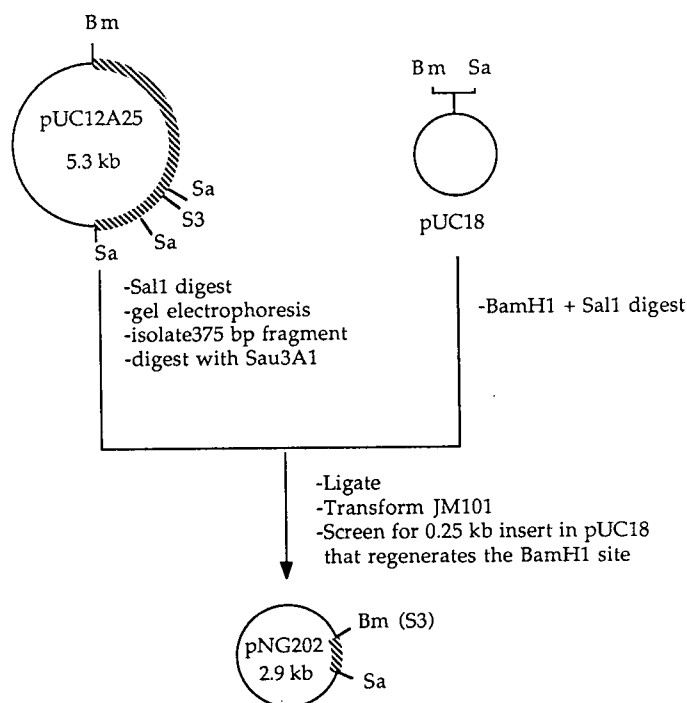 Bm
pUC12A25
5.3 kb
Sa
S3
Sa
Sa
Bm Sa
pUC18
-Sal1 digest
-gel electrophoresis
-isolate375 bp fragment
-digest with Sau3A1
-BamH1 + Sal1 digest
-Ligate
-Transform JM101
-Screen for 0.25 kb insert in pUC18
that regenerates the BamH1 site
Bm (S3)
pNG202
2.9 kb
Sa